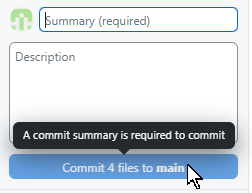 Summary (required)
Description
A commit summary is required to commit
Commit 4 files to main